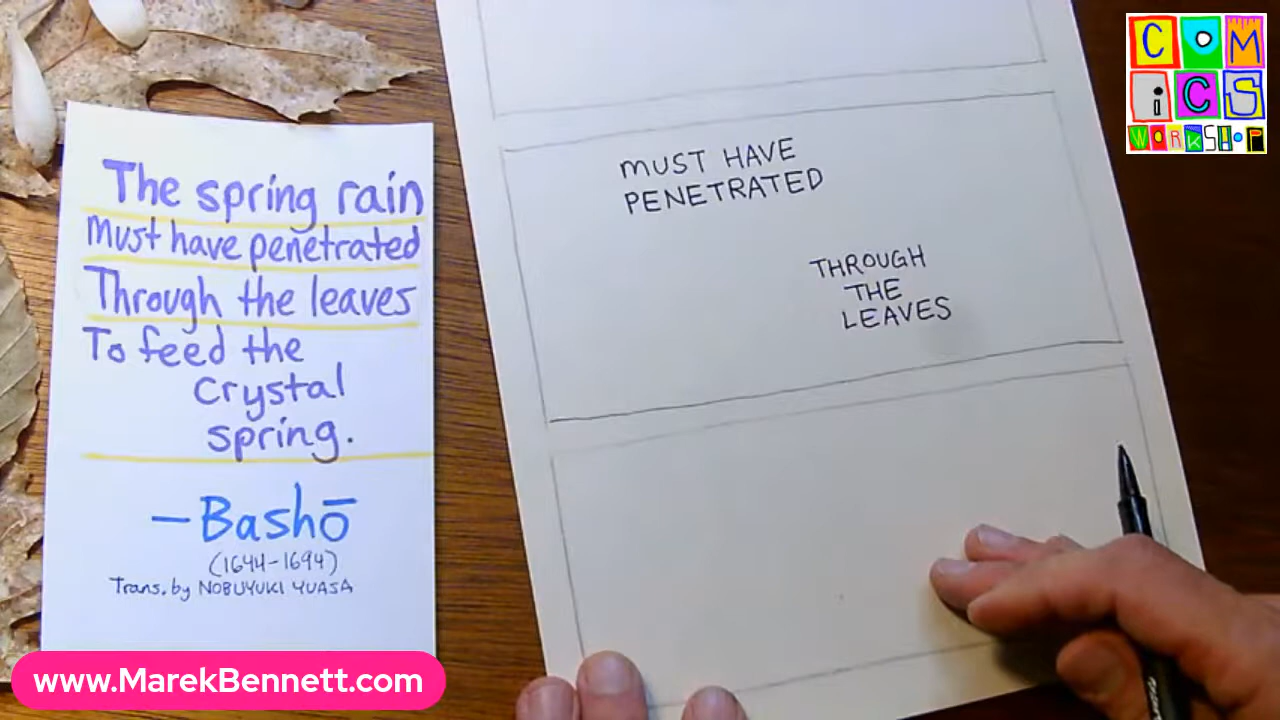 The spring rain
Must have penetrated
Through the leaves
To feed the
Crystal
spring.
— Bashō
(1644-1694)
Trans. by NOBUYUKI YUASA
MUST HAVE
PENETRATED
THROUGH
THE
LEAVES
COM
iCS
WORKSHOP
www.MarekBennett.com